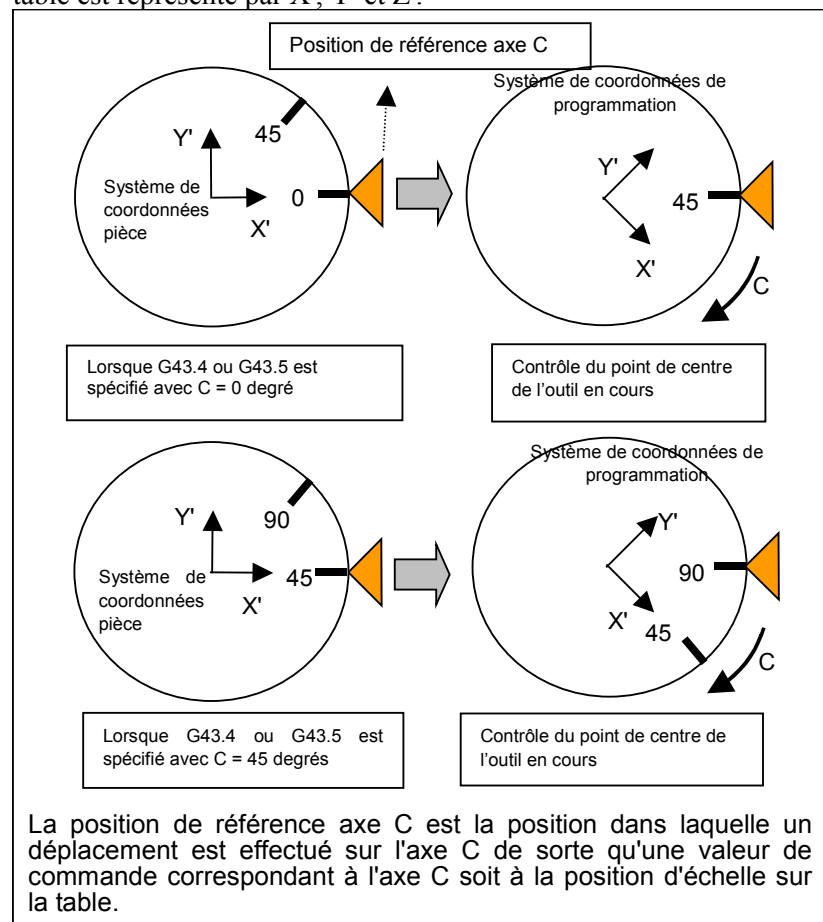 table est représenté par X', Y' et Z'.
Position de référence axe C
Système de coordonnées de
programmation
45
Y'
Système de
coordonnées
pièce
0
X'
Y'
45
X'
C
Lorsque G43.4 ou G43.5 est
spécifié avec C = 0 degré
Contrôle du point de centre
de l'outil en cours
Système de coordonnées de
programmation
Y'
90
Système de
coordonnées
pièce
45
X'
Y'
90
X'
45
C
Lorsque G43.4 ou G43.5 est
spécifié avec C = 45 degrés
Contrôle du point de centre de
l'outil en cours
La position de référence axe C est la position dans laquelle un
déplacement est effectué sur l'axe C de sorte qu'une valeur de
commande correspondant à l'axe C soit à la position d'échelle sur
la table.